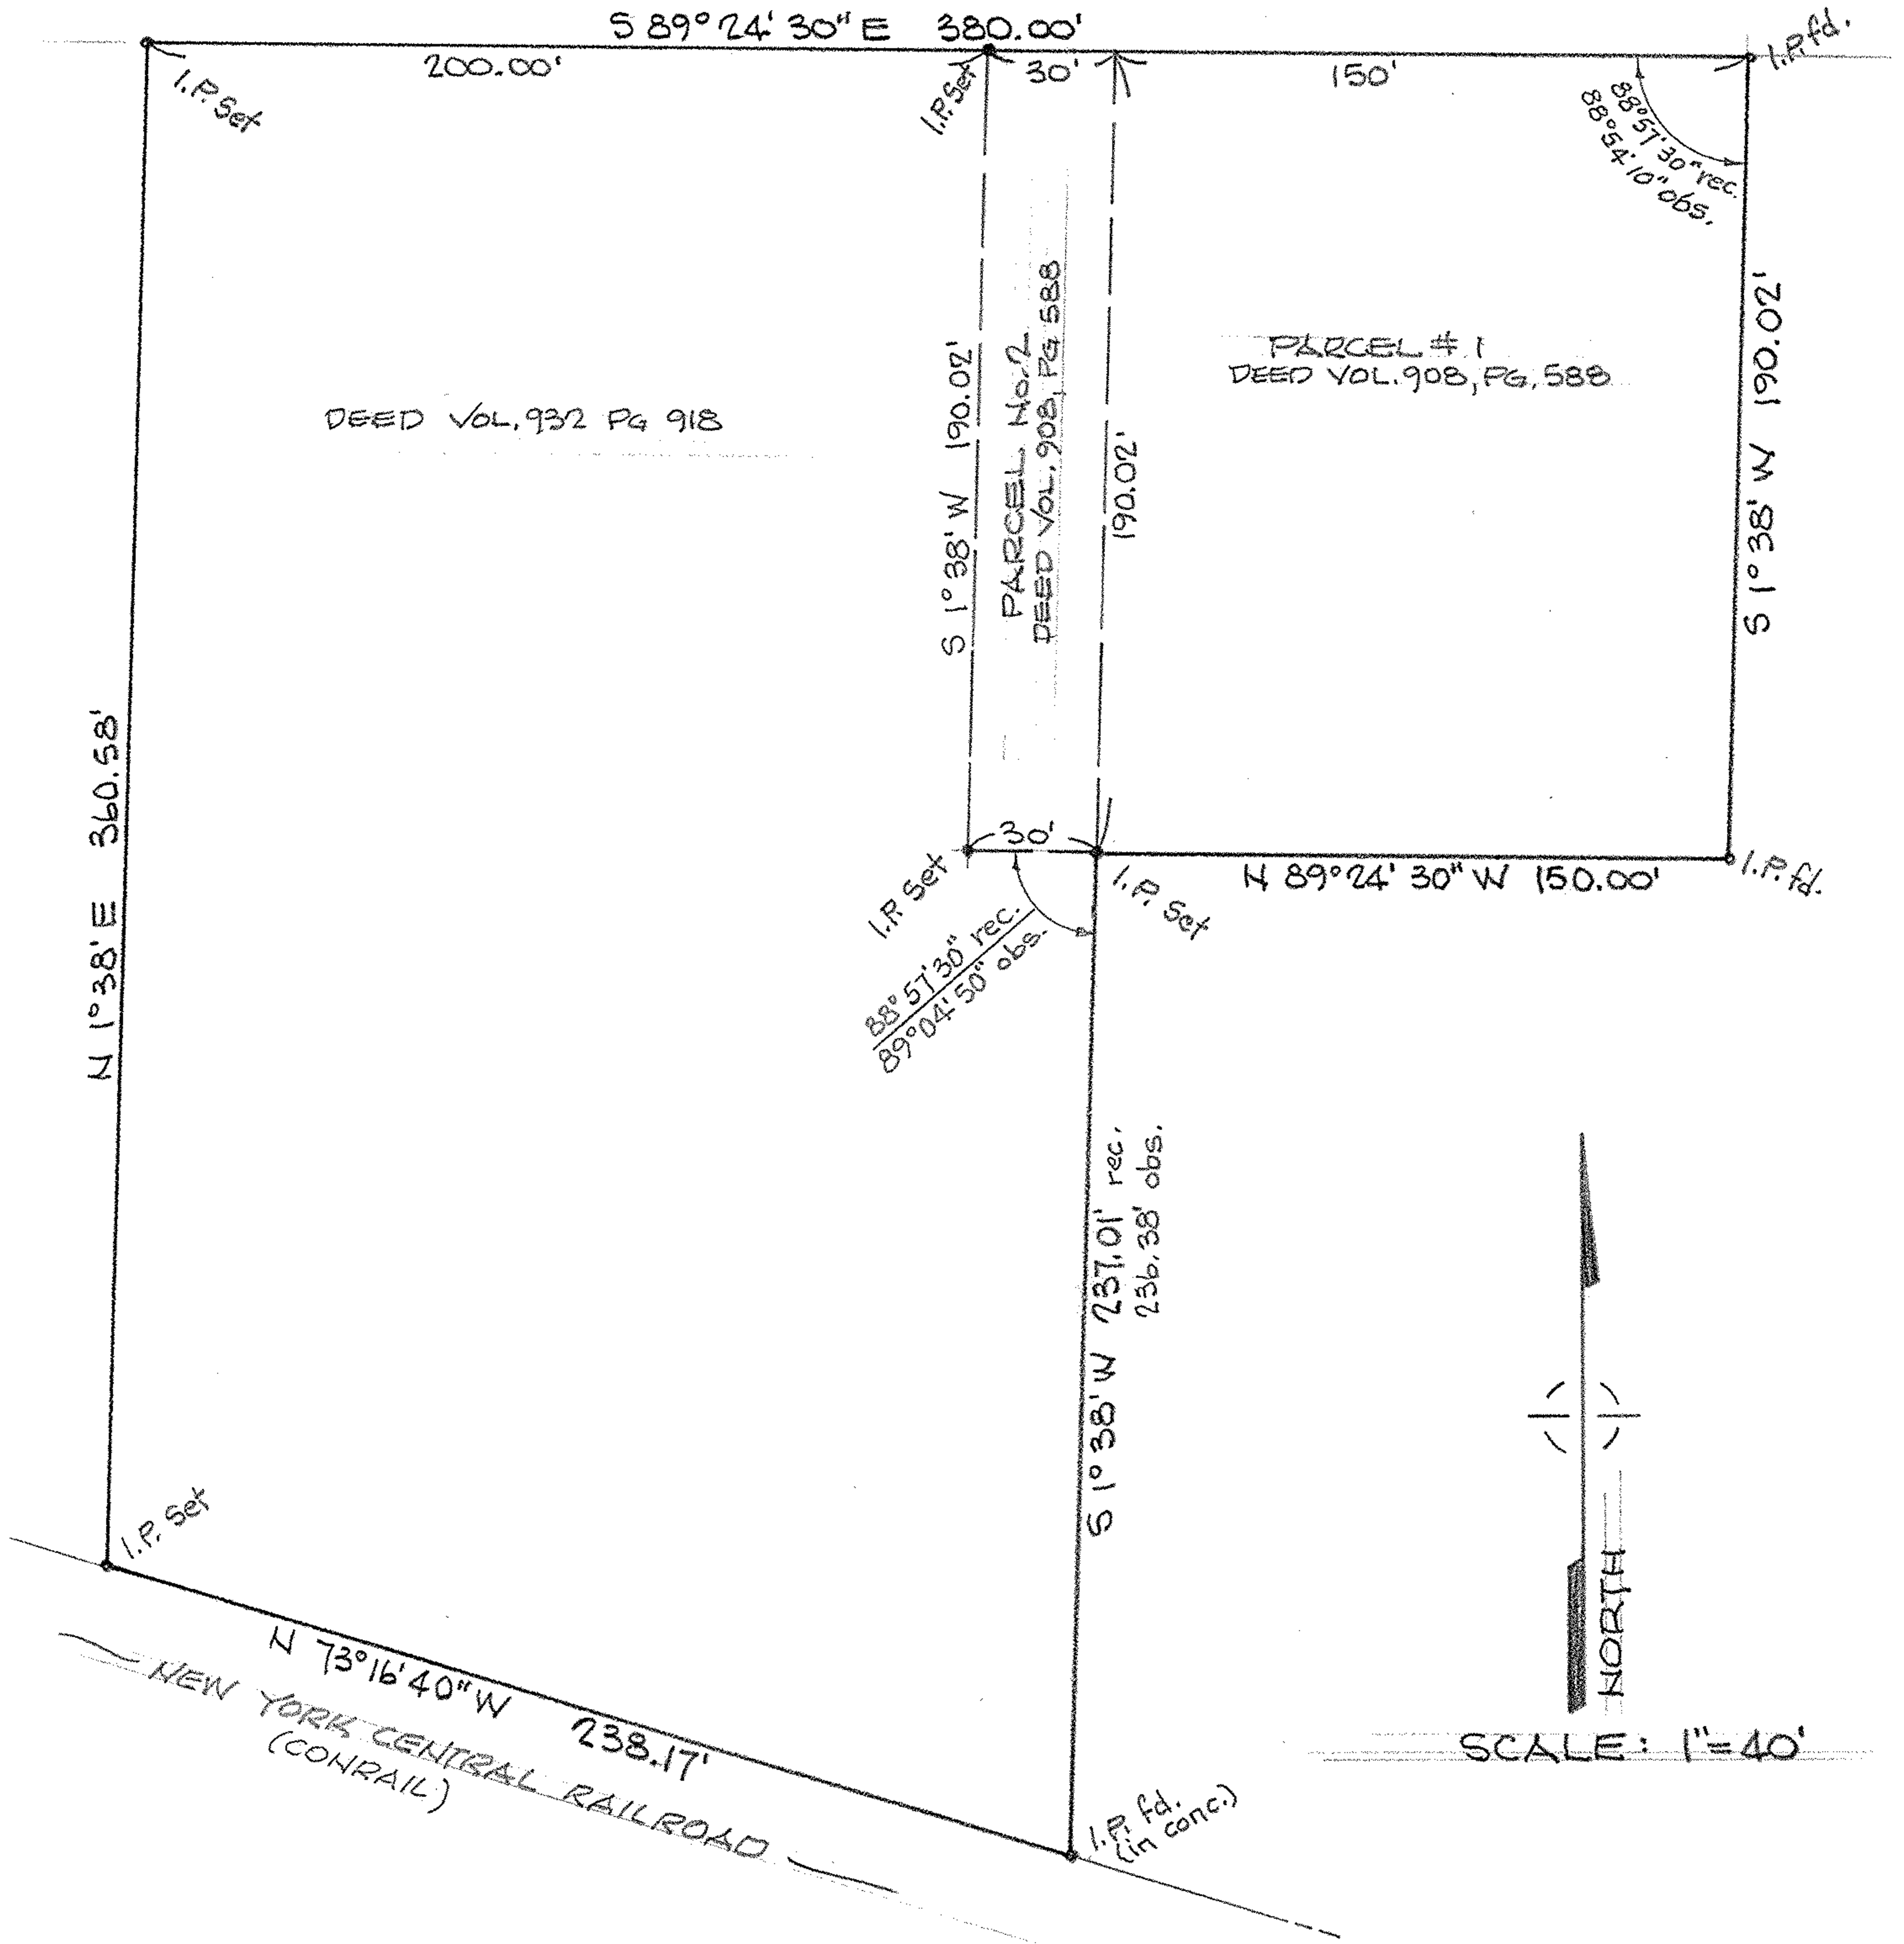 S 89° 24' 30" E 380.00'
200.00'
30'
150'
I.P. Set
I.P. Set
I.P. fd.
88° 57' 30" rec.
88° 54' 10" obs.
DEED VOL. 932 PG 918
S 1° 38' W 190.02'
PARCEL No. 2
DEED VOL. 908, PG 588
190.02'
PARCEL # 1
DEED VOL. 908, PG. 588
S 1° 38' W 190.02'
N 1° 38' E 360.58'
30'
I.P. Set
I.P. Set
N 89° 24' 30" W 150.00'
I.P. fd.
88° 57' 30" rec.
89° 04' 50" obs.
S 1° 38' W 237.01' rec.
236.38' obs.
I.P. Set
N 73° 16' 40" W 238.17'
NEW YORK CENTRAL RAILROAD
(CONRAIL)
I.P. fd.
(in conc.)
NORTH
SCALE: 1"=40'